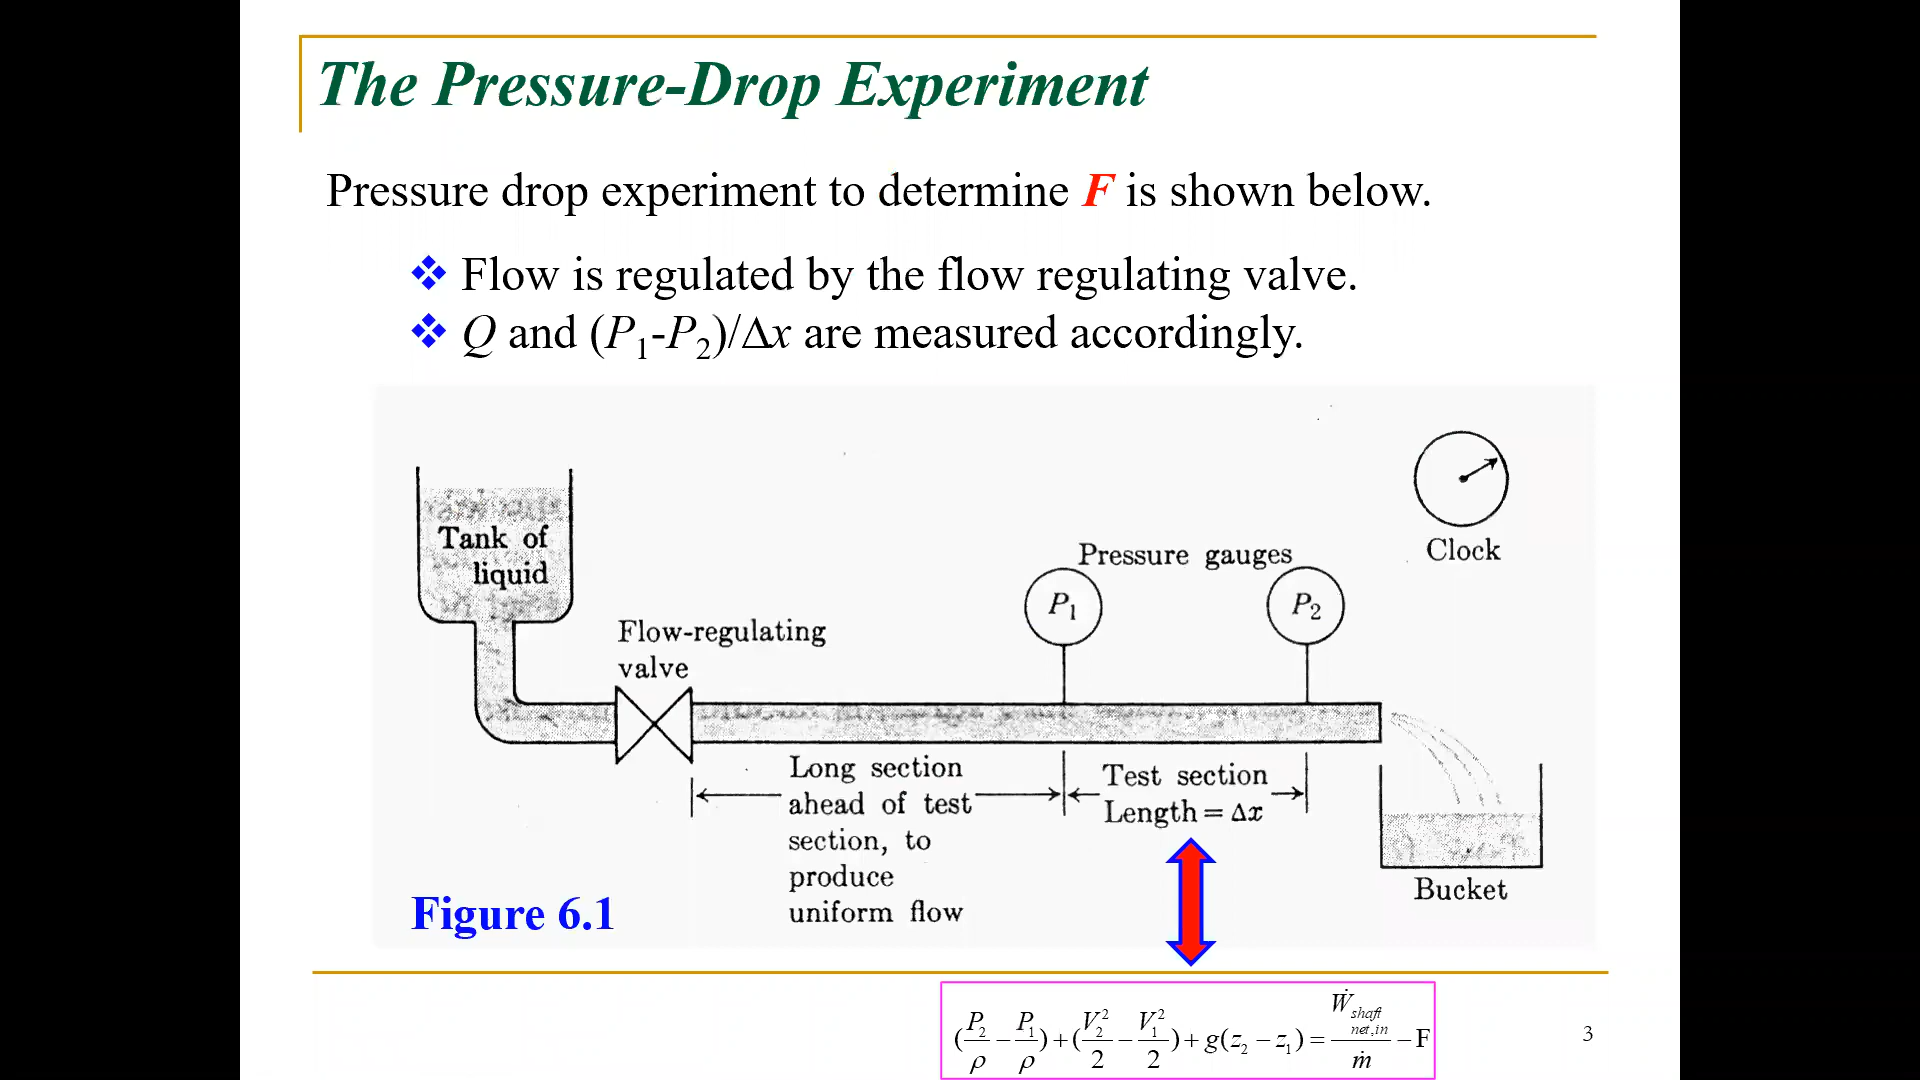 The Pressure-Drop Experiment
Pressure drop experiment to determine F is shown below.
❖ Flow is regulated by the flow regulating valve.
❖ Q and (P₁-P₂)/Δx are measured accordingly.
Tank of
liquid
Flow-regulating
valve
Pressure gauges
P₁
P₂
Clock
Long section
ahead of test
section, to
produce
uniform flow
Test section
Length = Δx
Bucket
Figure 6.1
(P₂/ρ − P₁/ρ) + (V₂²/2 − V₁²/2) + g(z₂ − z₁) = Ẇ shaft net,in / ṁ − F
3